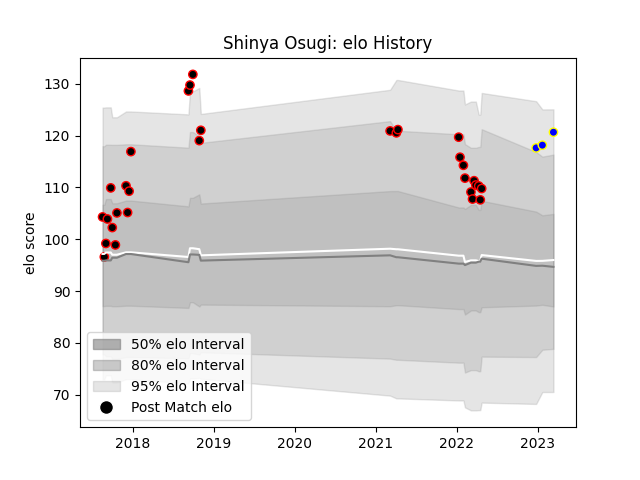 Shinya Osugi: elo History
elo score
130
120
110
100
90
80
70
50% elo Interval
80% elo Interval
95% elo Interval
Post Match elo
2018
2019
2020
2021
2022
2023